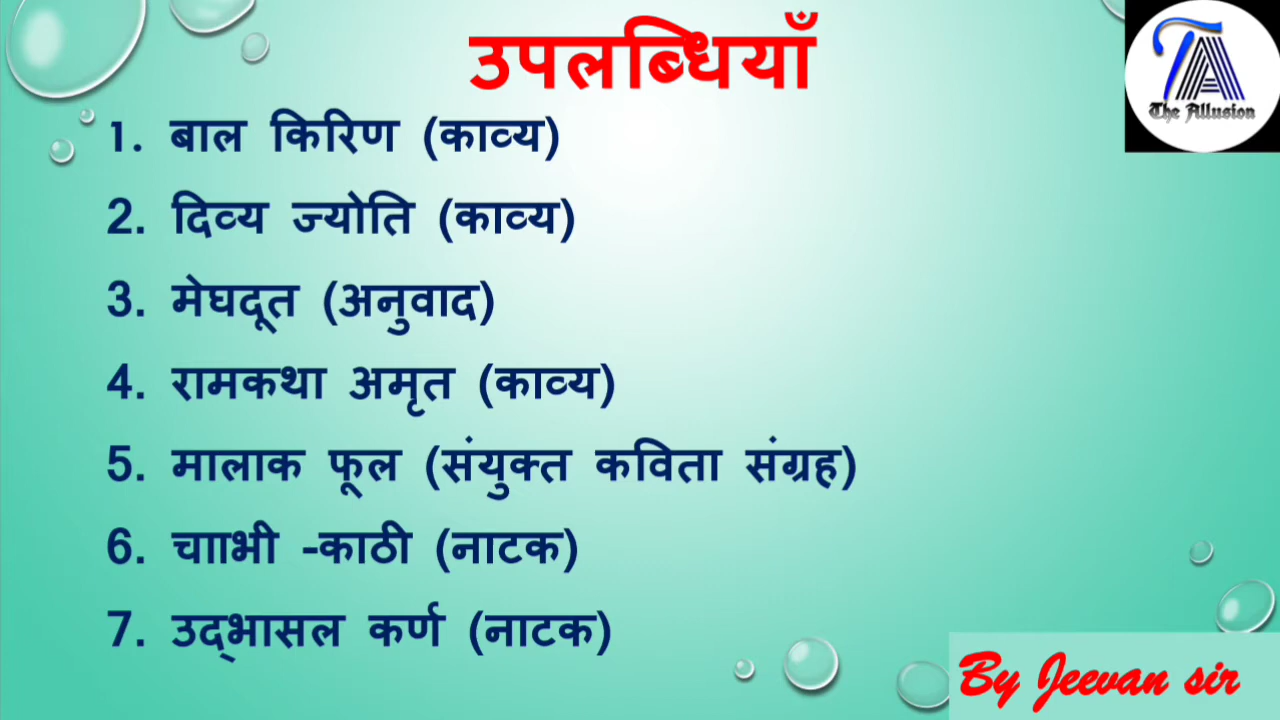 उपलब्धियाँ
The Allusion
1. बाल किरिण (काव्य)
2. दिव्य ज्योति (काव्य)
3. मेघदूत (अनुवाद)
4. रामकथा अमृत (काव्य)
5. मालाक फूल (संयुक्त कविता संग्रह)
6. चााभी -काठी (नाटक)
7. उद्‌भासल कर्ण (नाटक)
By Jeevan sir